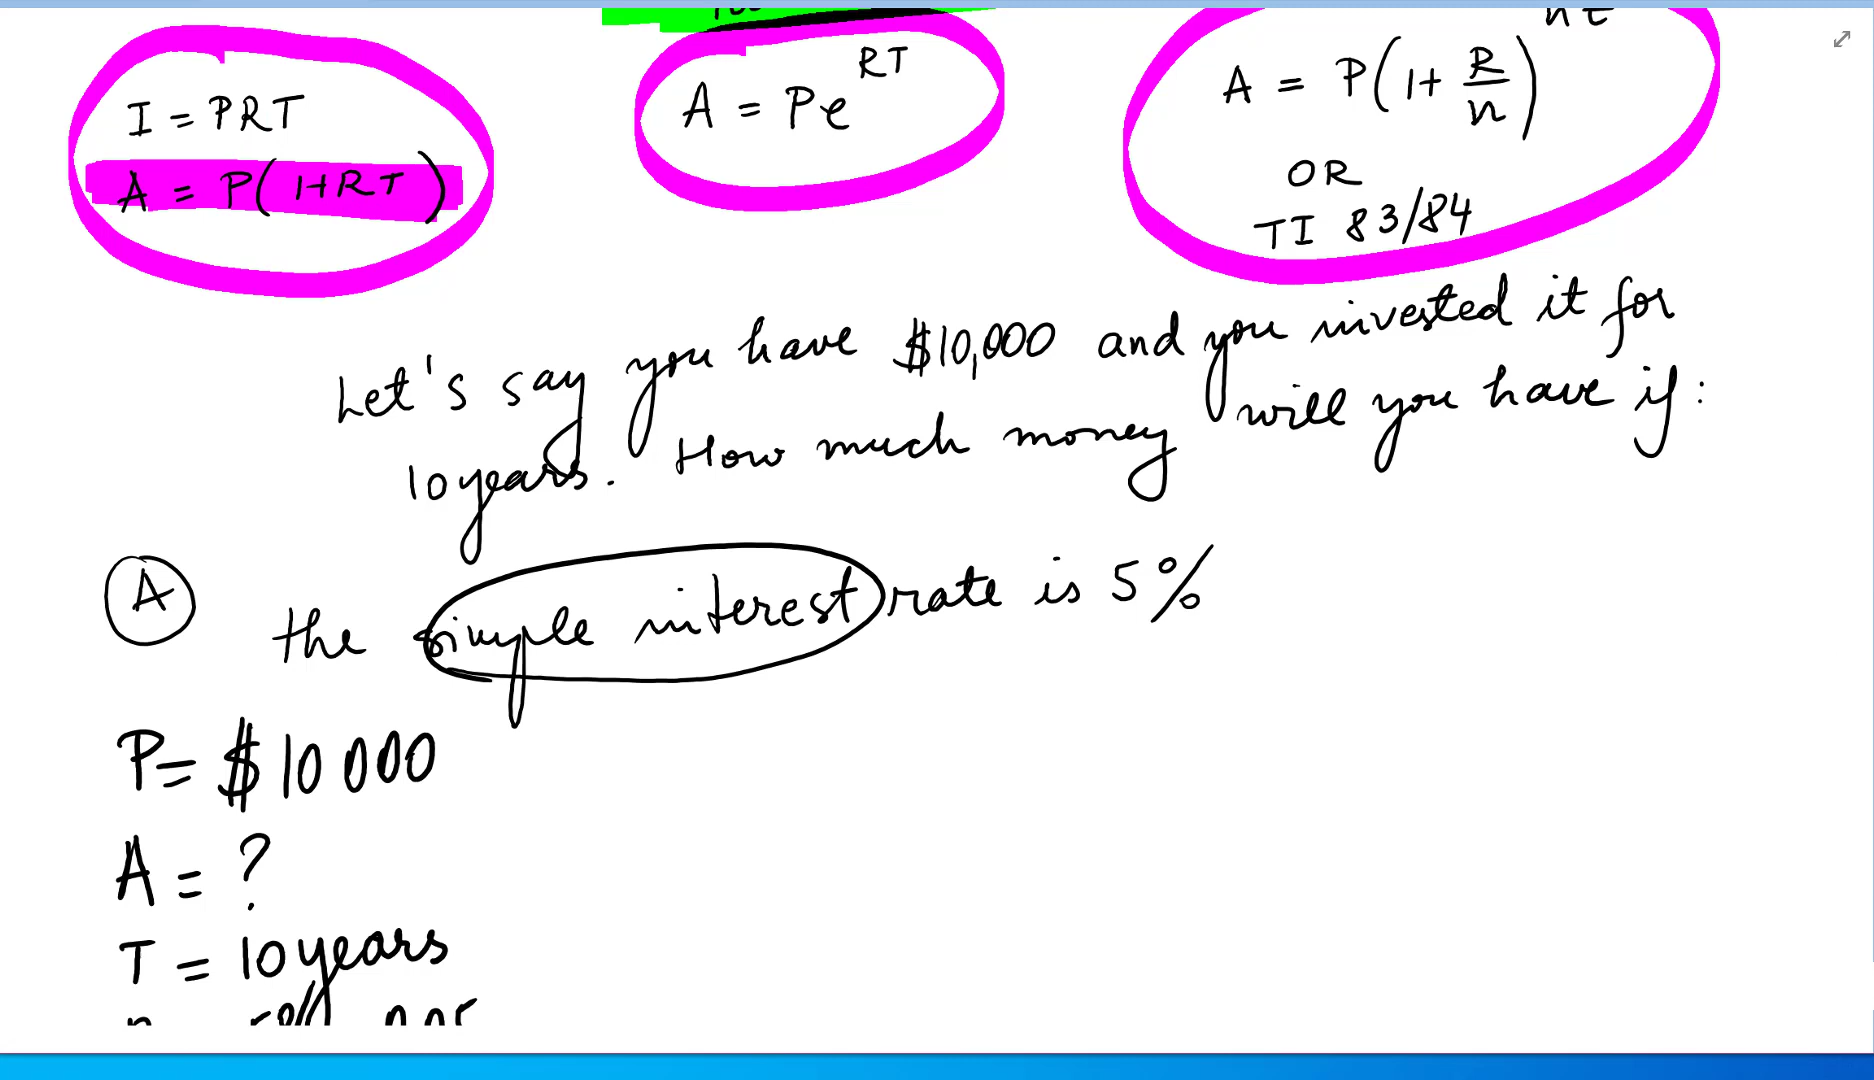 I = PRT
A = P(1+RT)
A = Pe^RT
A = P(1+ R/n)^nt
OR
TI 83/84
Let's say you have $10,000 and you invested it for
10 years. How much money will you have if:
A
the simple interest rate is 5%
P= $10 000
A = ?
T = 10 years